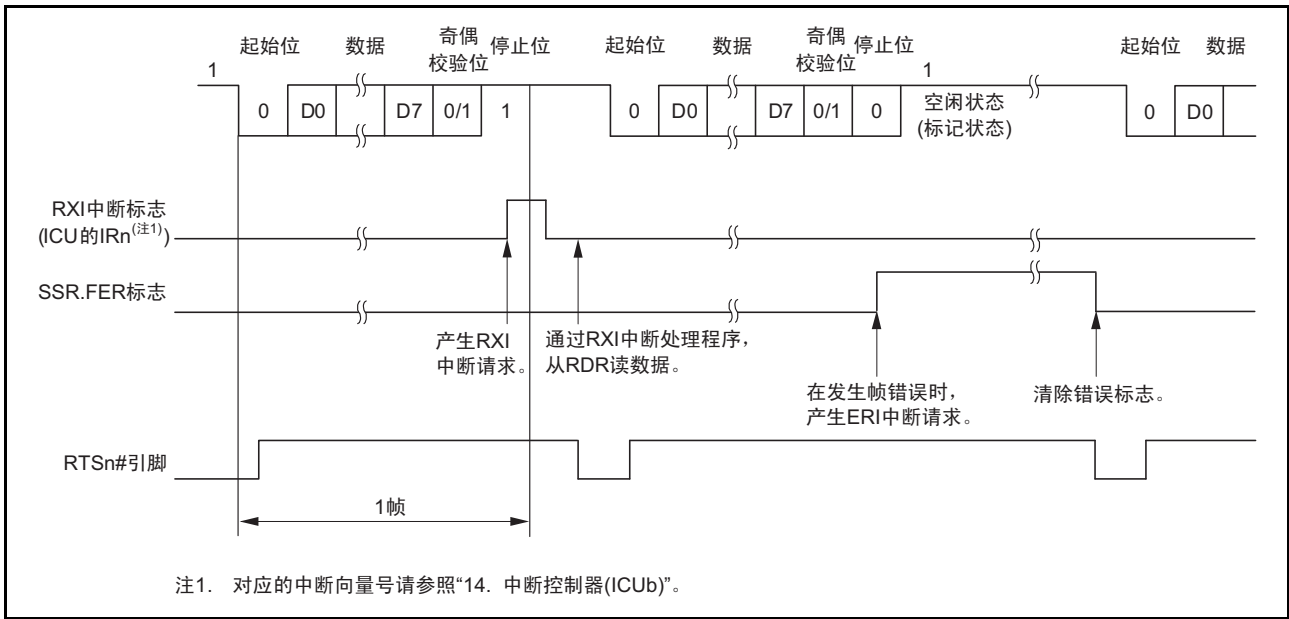 起始位 数据 奇偶校验位 停止位 起始位 数据 奇偶校验位 停止位 起始位 数据
1 1
0 D0 D7 0/1 1 0 D0 D7 0/1 0 空闲状态 0 D0
(标记状态)
RXI中断标志
(ICU的IRn(注1))
SSR.FER标志
产生RXI
中断请求。
通过RXI中断处理程序，
从RDR读数据。
在发生帧错误时，
产生ERI中断请求。
清除错误标志。
RTSn#引脚
1帧
注1. 对应的中断向量号请参照“14. 中断控制器(ICUb)”。